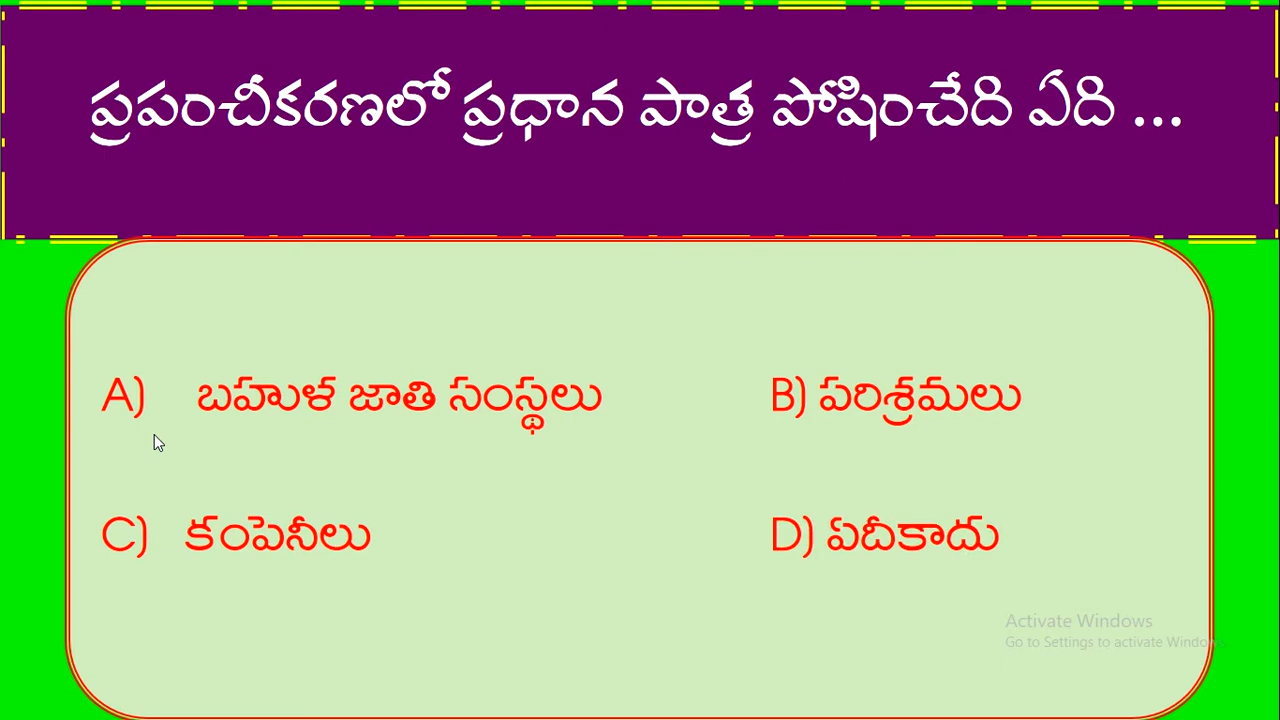 ప్రపంచీకరణలో ప్రధాన పాత్ర పోషించేది ఏది ...
A) బహుళ జాతి సంస్థలు B) పరిశ్రమలు
C) కంపెనీలు D) ఏదీకాదు
Activate Windows
Go to Settings to activate Windows.